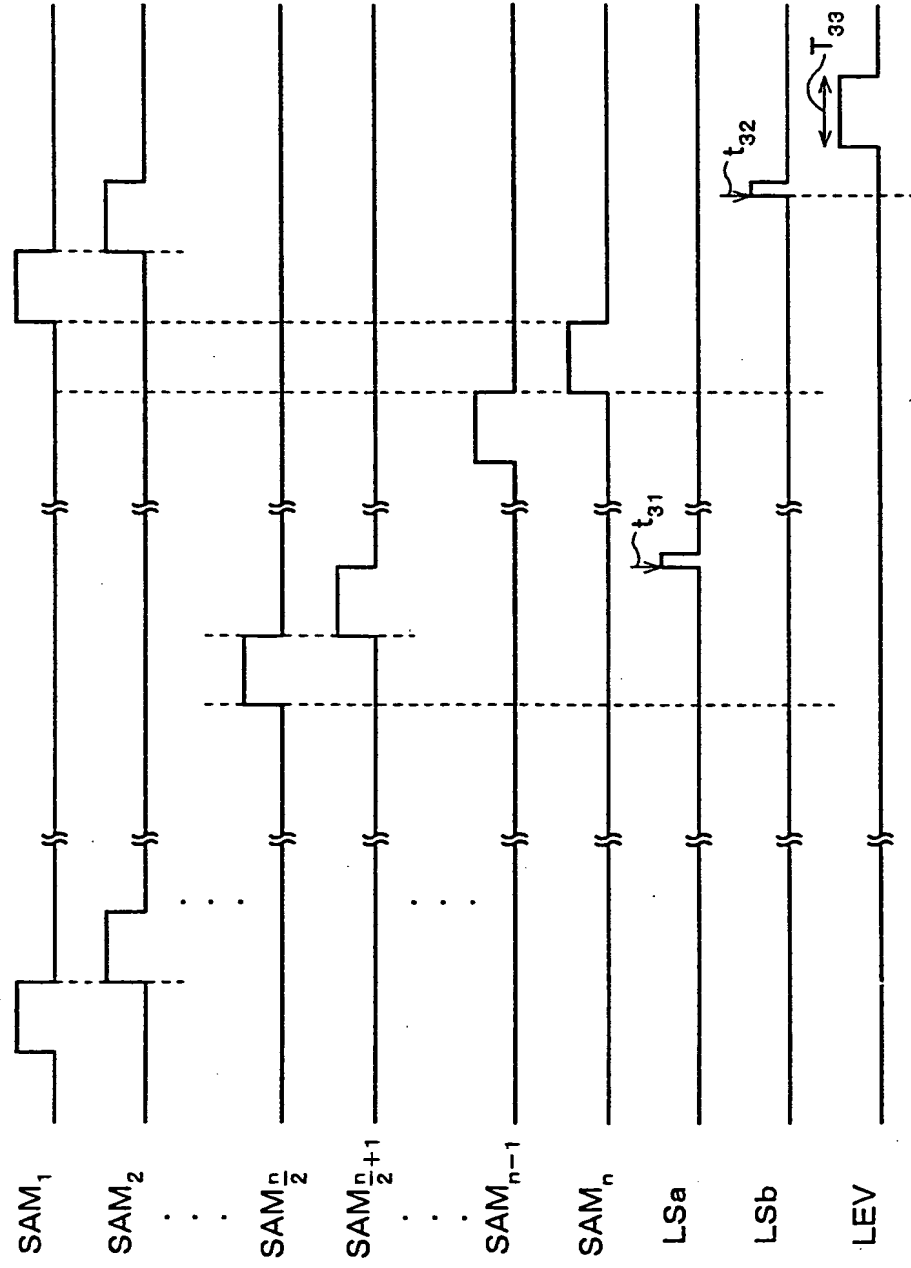 SAM₁
SAM₂
. . . .
SAMn/2
SAMn/2+1
. . . .
SAMn−1
SAMn
LSa
LSb
LEV
t₃₁
t₃₂
T₃₃